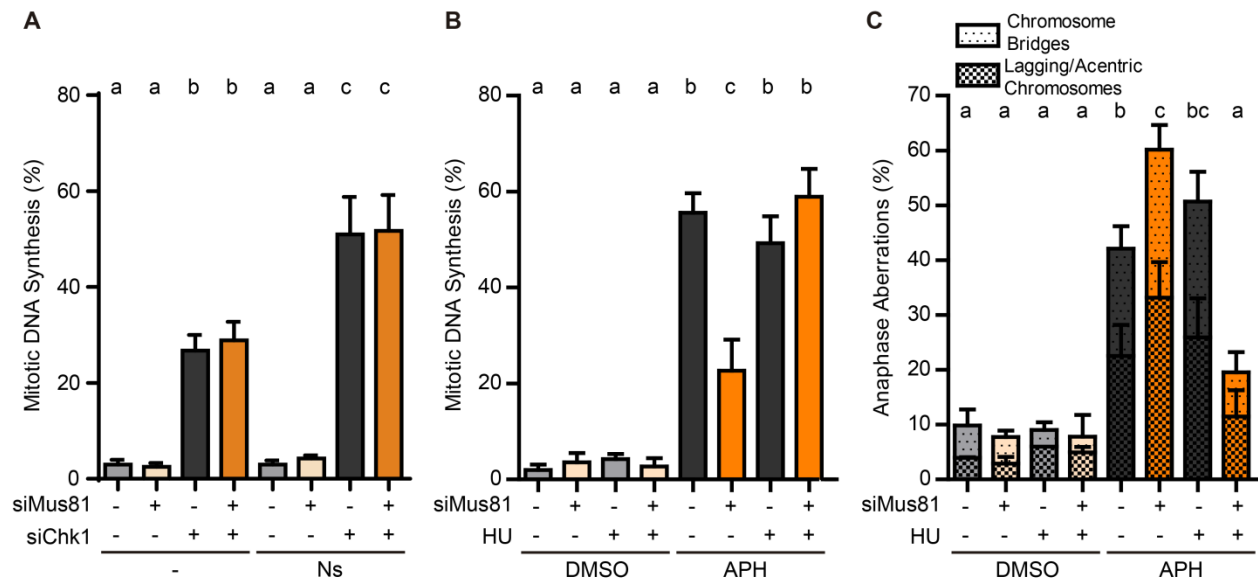 A
Mitotic DNA Synthesis (%)
80
60
40
20
0
a a b b a a c c
siMus81 - + - + - + - +
siChk1 - - + + - - + +
- Ns
B
Mitotic DNA Synthesis (%)
80
60
40
20
0
a a a a b c b b
siMus81 - + - + - + - +
HU - - + + - - + +
DMSO APH
C
Chromosome
Bridges
Lagging/Acentric
Chromosomes
Anaphase Aberrations (%)
70
60
50
40
30
20
10
0
a a a a b c bc a
siMus81 - + - + - + - +
HU - - + + - - + +
DMSO APH